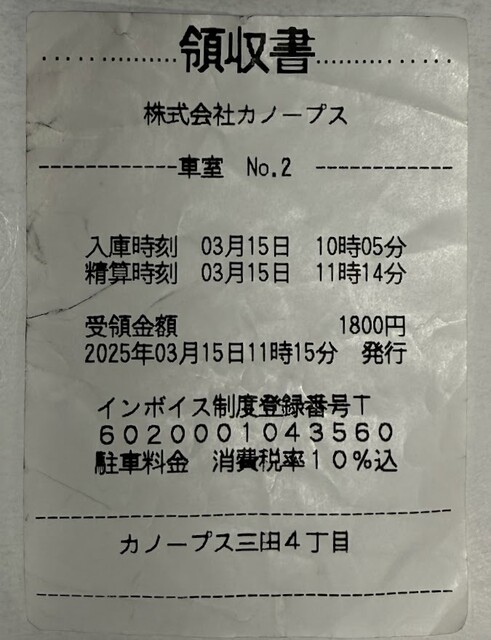 領収書
株式会社カノープス
車室 No.2
入庫時刻 03月15日 10時05分
精算時刻 03月15日 11時14分
受領金額 1800円
2025年03月15日11時15分 発行
インボイス制度登録番号T
6020001043560
駐車料金 消費税率10%込
カノープス三田4丁目